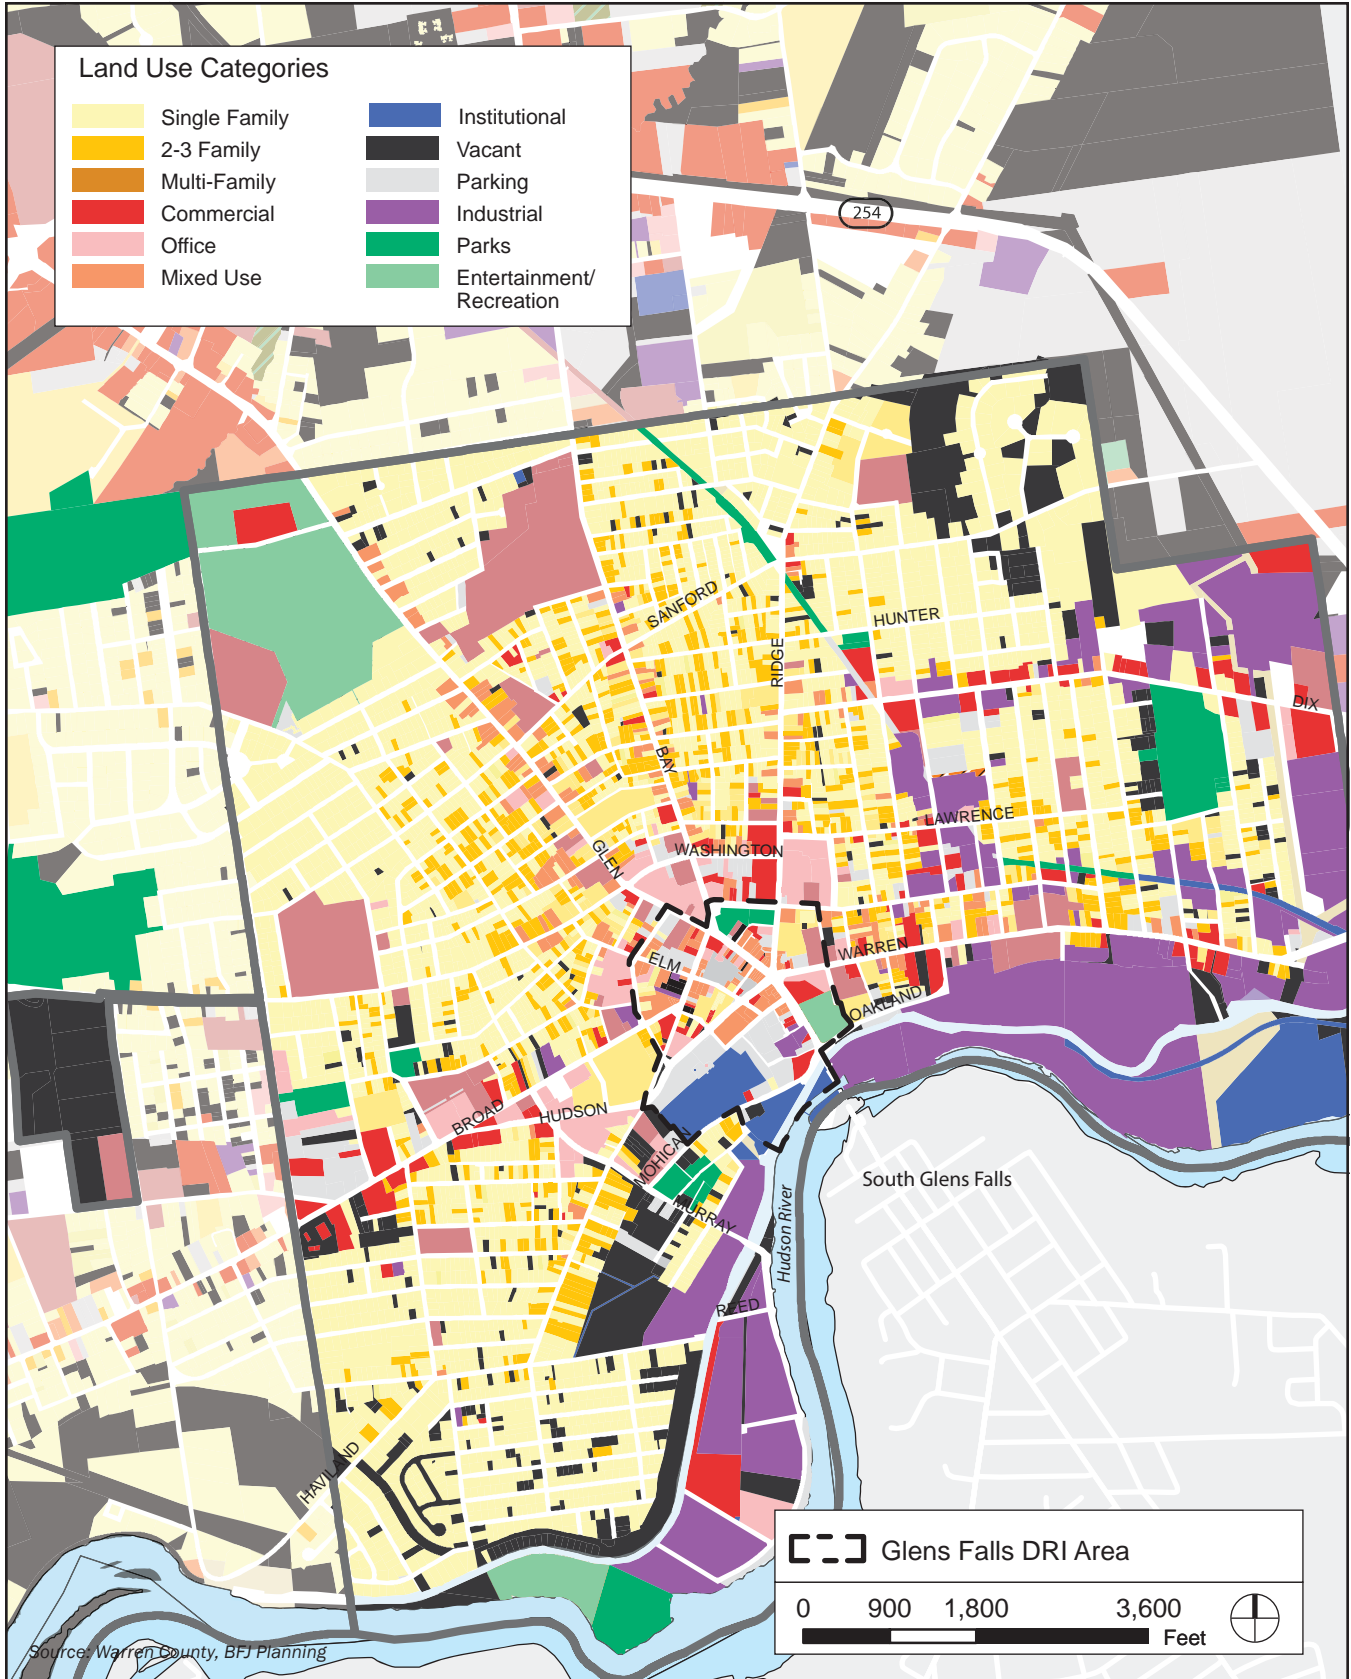 Land Use Categories
Single Family
2-3 Family
Multi-Family
Commercial
Office
Mixed Use
Institutional
Vacant
Parking
Industrial
Parks
Entertainment/
Recreation
254
SANFORD
HUNTER
RIDGE
DIX
BAY
LAWRENCE
GLEN
WASHINGTON
WARREN
ELM
OAKLAND
BROAD
HUDSON
MOHICAN
South Glens Falls
MURRAY
Hudson River
REED
HAVILAND
Glens Falls DRI Area
0 900 1,800 3,600
Feet
Source: Warren County, BFJ Planning